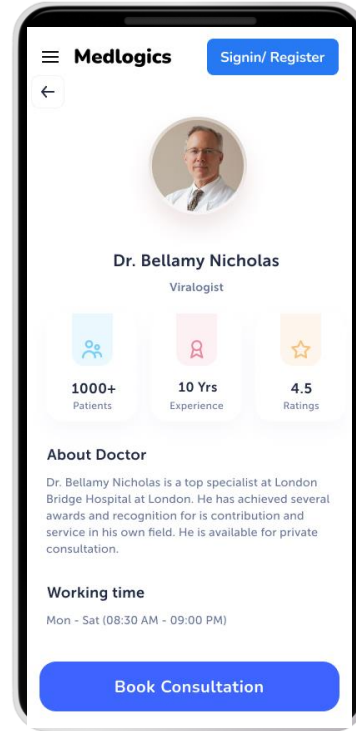 Medlogics
Signin/ Register
Dr. Bellamy Nicholas
Viralogist
1000+
Patients
10 Yrs
Experience
4.5
Ratings
About Doctor
Dr. Bellamy Nicholas is a top specialist at London
Bridge Hospital at London. He has achieved several
awards and recognition for is contribution and
service in his own field. He is available for private
consultation.
Working time
Mon - Sat (08:30 AM - 09:00 PM)
Book Consultation